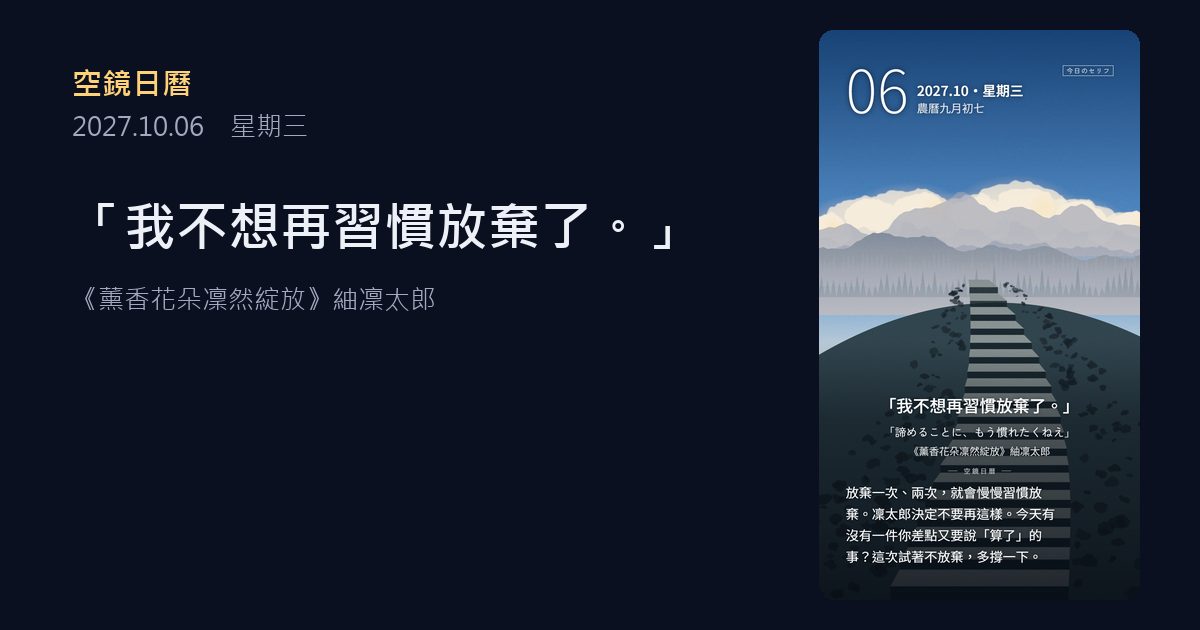 空鏡日曆
2027.10.06 星期三
「我不想再習慣放棄了。」
《薰香花朵凜然綻放》紬凜太郎
06
2027.10・星期三
農曆九月初七
今日のセリフ
「我不想再習慣放棄了。」
「諦めることに、もう慣れたくねえ」
《薰香花朵凜然綻放》紬凜太郎
空鏡日曆
放棄一次、兩次，就會慢慢習慣放
棄。凜太郎決定不要再這樣。今天有
沒有一件你差點又要說「算了」的
事？這次試著不放棄，多撐一下。